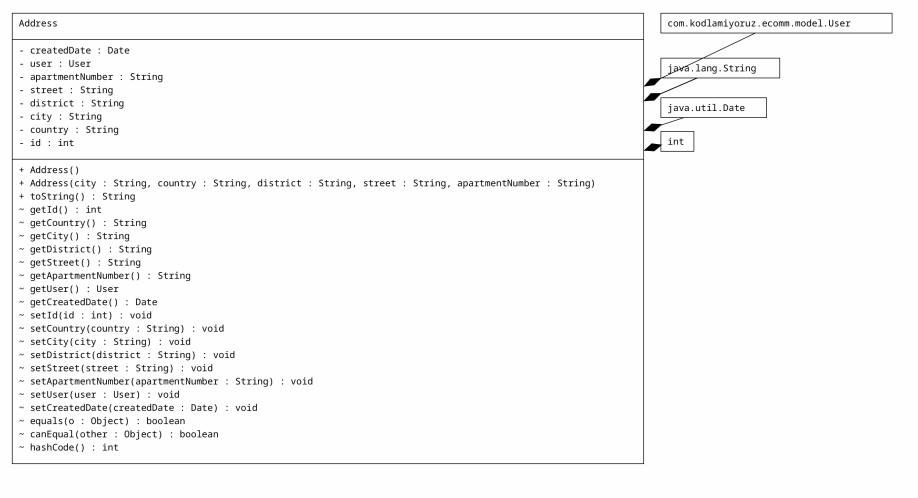 Address
- createdDate : Date
- user : User
- apartmentNumber : String
- street : String
- district : String
- city : String
- country : String
- id : int
+ Address()
+ Address(city : String, country : String, district : String, street : String, apartmentNumber : String)
+ toString() : String
~ getId() : int
~ getCountry() : String
~ getCity() : String
~ getDistrict() : String
~ getStreet() : String
~ getApartmentNumber() : String
~ getUser() : User
~ getCreatedDate() : Date
~ setId(id : int) : void
~ setCountry(country : String) : void
~ setCity(city : String) : void
~ setDistrict(district : String) : void
~ setStreet(street : String) : void
~ setApartmentNumber(apartmentNumber : String) : void
~ setUser(user : User) : void
~ setCreatedDate(createdDate : Date) : void
~ equals(o : Object) : boolean
~ canEqual(other : Object) : boolean
~ hashCode() : int
com.kodlamiyoruz.ecomm.model.User
java.lang.String
java.util.Date
int